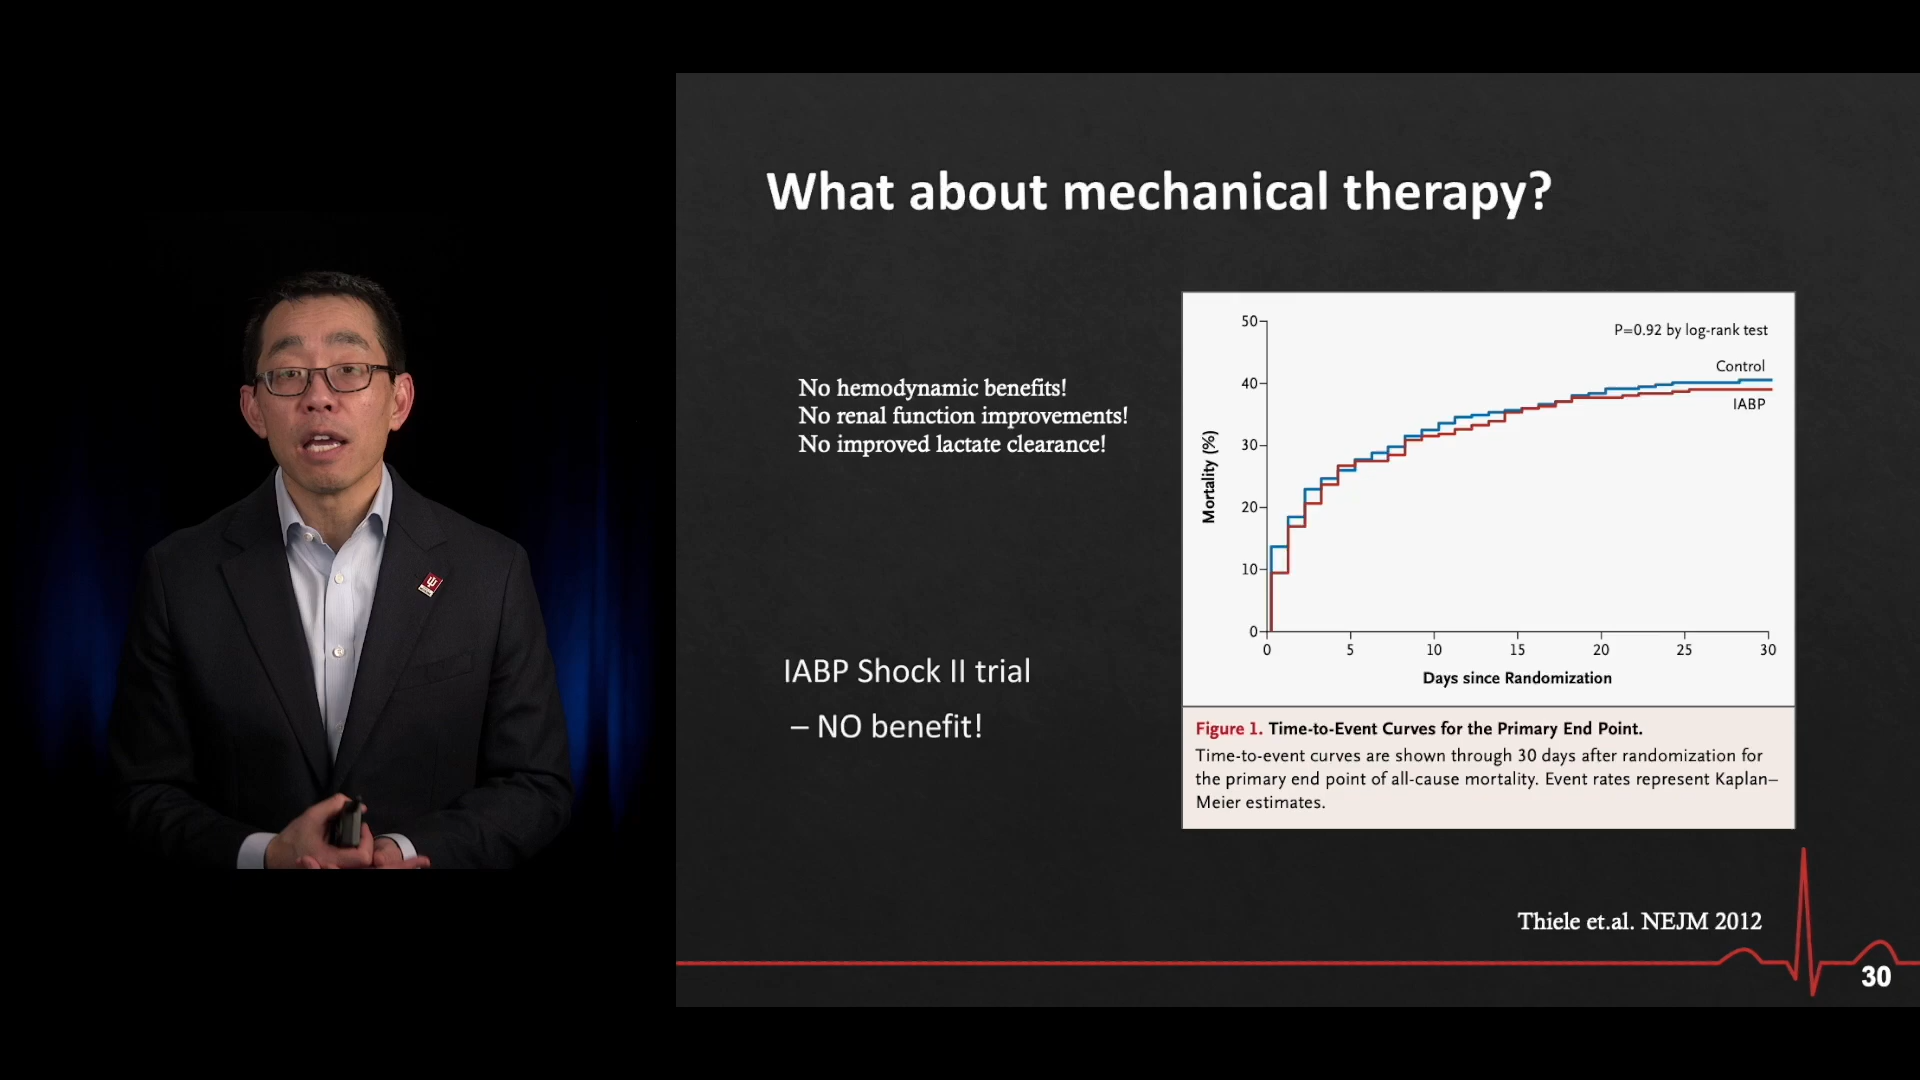 What about mechanical therapy?
No hemodynamic benefits!
No renal function improvements!
No improved lactate clearance!
IABP Shock II trial
– NO benefit!
50
40
30
20
10
0
Mortality (%)
P=0.92 by log-rank test
Control
IABP
0 5 10 15 20 25 30
Days since Randomization
Figure 1. Time-to-Event Curves for the Primary End Point.
Time-to-event curves are shown through 30 days after randomization for
the primary end point of all-cause mortality. Event rates represent Kaplan–
Meier estimates.
Thiele et.al. NEJM 2012
30